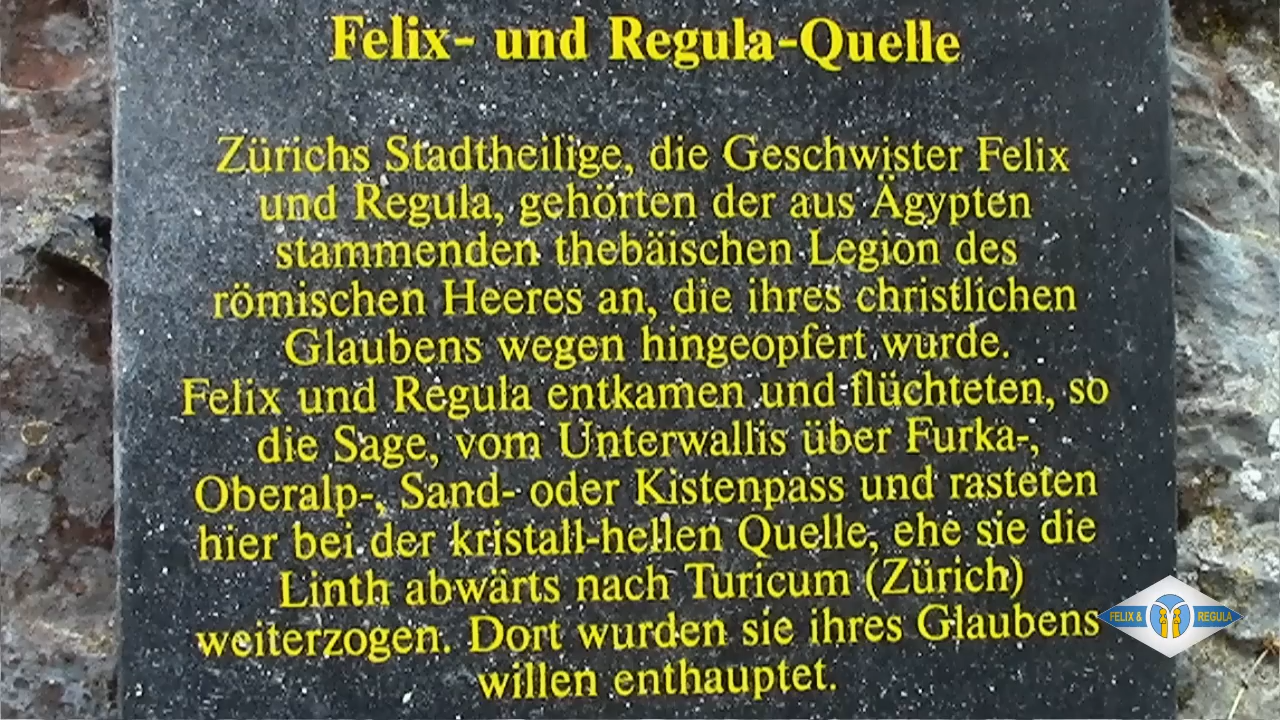 Felix- und Regula-Quelle
Zürichs Stadtheilige, die Geschwister Felix
und Regula, gehörten der aus Ägypten
stammenden thebäischen Legion des
römischen Heeres an, die ihres christlichen
Glaubens wegen hingeopfert wurde.
Felix und Regula entkamen und flüchteten, so
die Sage, vom Unterwallis über Furka-,
Oberalp-, Sand- oder Kistenpass und rasteten
hier bei der kristall-hellen Quelle, ehe sie die
Linth abwärts nach Turicum (Zürich)
weiterzogen. Dort wurden sie ihres Glaubens
willen enthauptet.
FELIX & REGULA